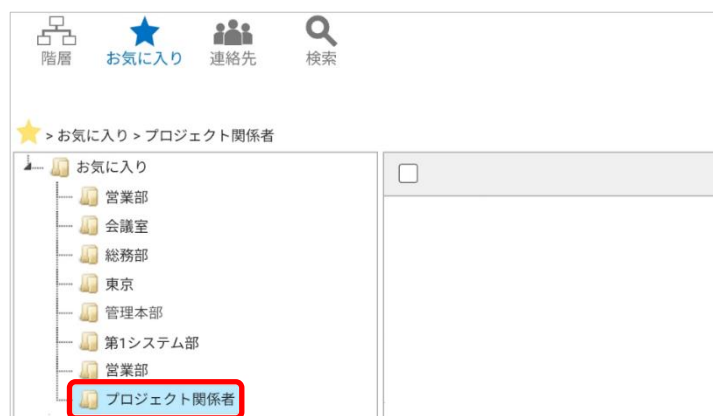 階層 お気に入り 連絡先 検索
> お気に入り > プロジェクト関係者
お気に入り
営業部
会議室
総務部
東京
管理本部
第1システム部
営業部
プロジェクト関係者